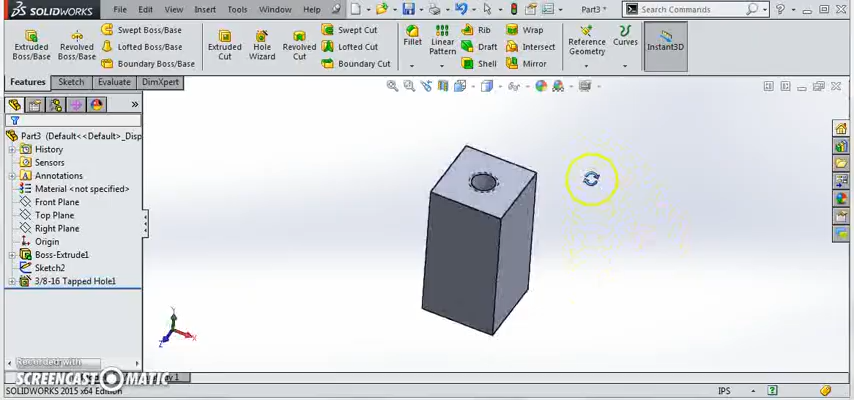 SOLIDWORKS File Edit View Insert Tools Window Help Part3 * Search Commands
Extruded Boss/Base
Revolved Boss/Base
Swept Boss/Base
Lofted Boss/Base
Boundary Boss/Base
Extruded Cut
Hole Wizard
Revolved Cut
Swept Cut
Lofted Cut
Boundary Cut
Fillet
Linear Pattern
Rib
Draft
Shell
Wrap
Intersect
Mirror
Reference Geometry
Curves
Instant3D
Features Sketch Evaluate DimXpert
Part3 (Default<<Default>_Disp
History
Sensors
Annotations
Material <not specified>
Front Plane
Top Plane
Right Plane
Origin
Boss-Extrude1
Sketch2
3/8-16 Tapped Hole1
Y
X
Z
Recorded with
SCREENCAST-O-MATIC
SOLIDWORKS 2015 x64 Edition
IPS